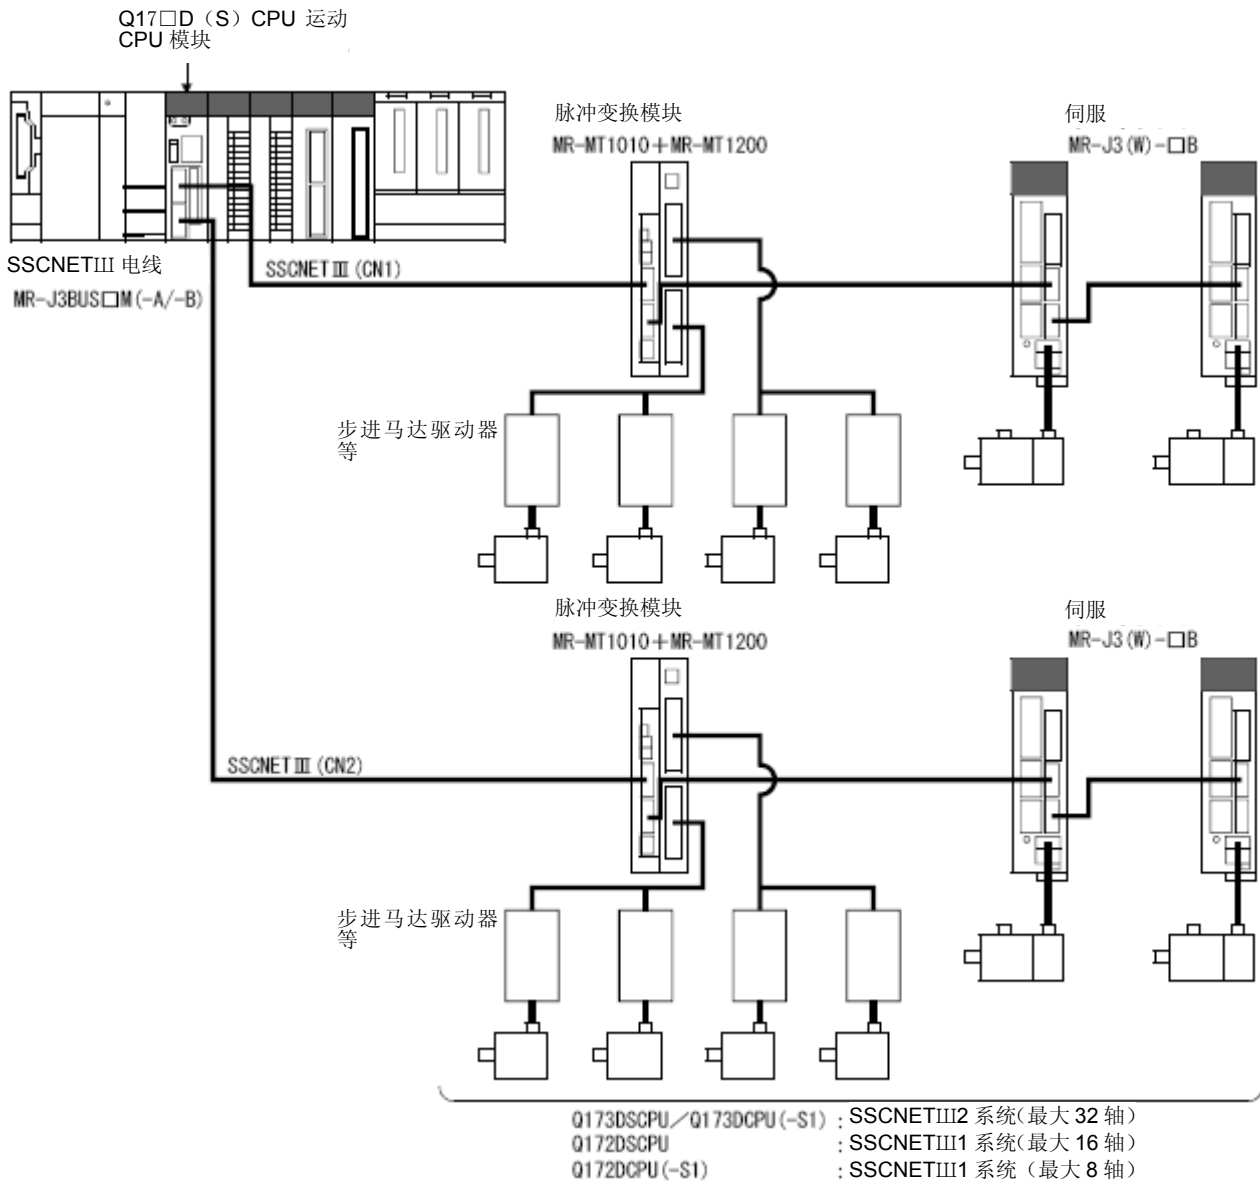 Q17□D（S）CPU 运动
CPU 模块
脉冲变换模块
MR-MT1010＋MR-MT1200
伺服
MR-J3(W)-□B
SSCNETIII 电线
MR-J3BUS□M(-A/-B)
SSCNETⅢ(CN1)
步进马达驱动器
等
脉冲变换模块
MR-MT1010＋MR-MT1200
伺服
MR-J3(W)-□B
SSCNETⅢ(CN2)
步进马达驱动器
等
Q173DSCPU／Q173DCPU(-S1)：SSCNETIII2 系统（最大 32 轴）
Q172DSCPU ：SSCNETIII1 系统（最大 16 轴）
Q172DCPU(-S1) ：SSCNETIII1 系统（最大 8 轴）